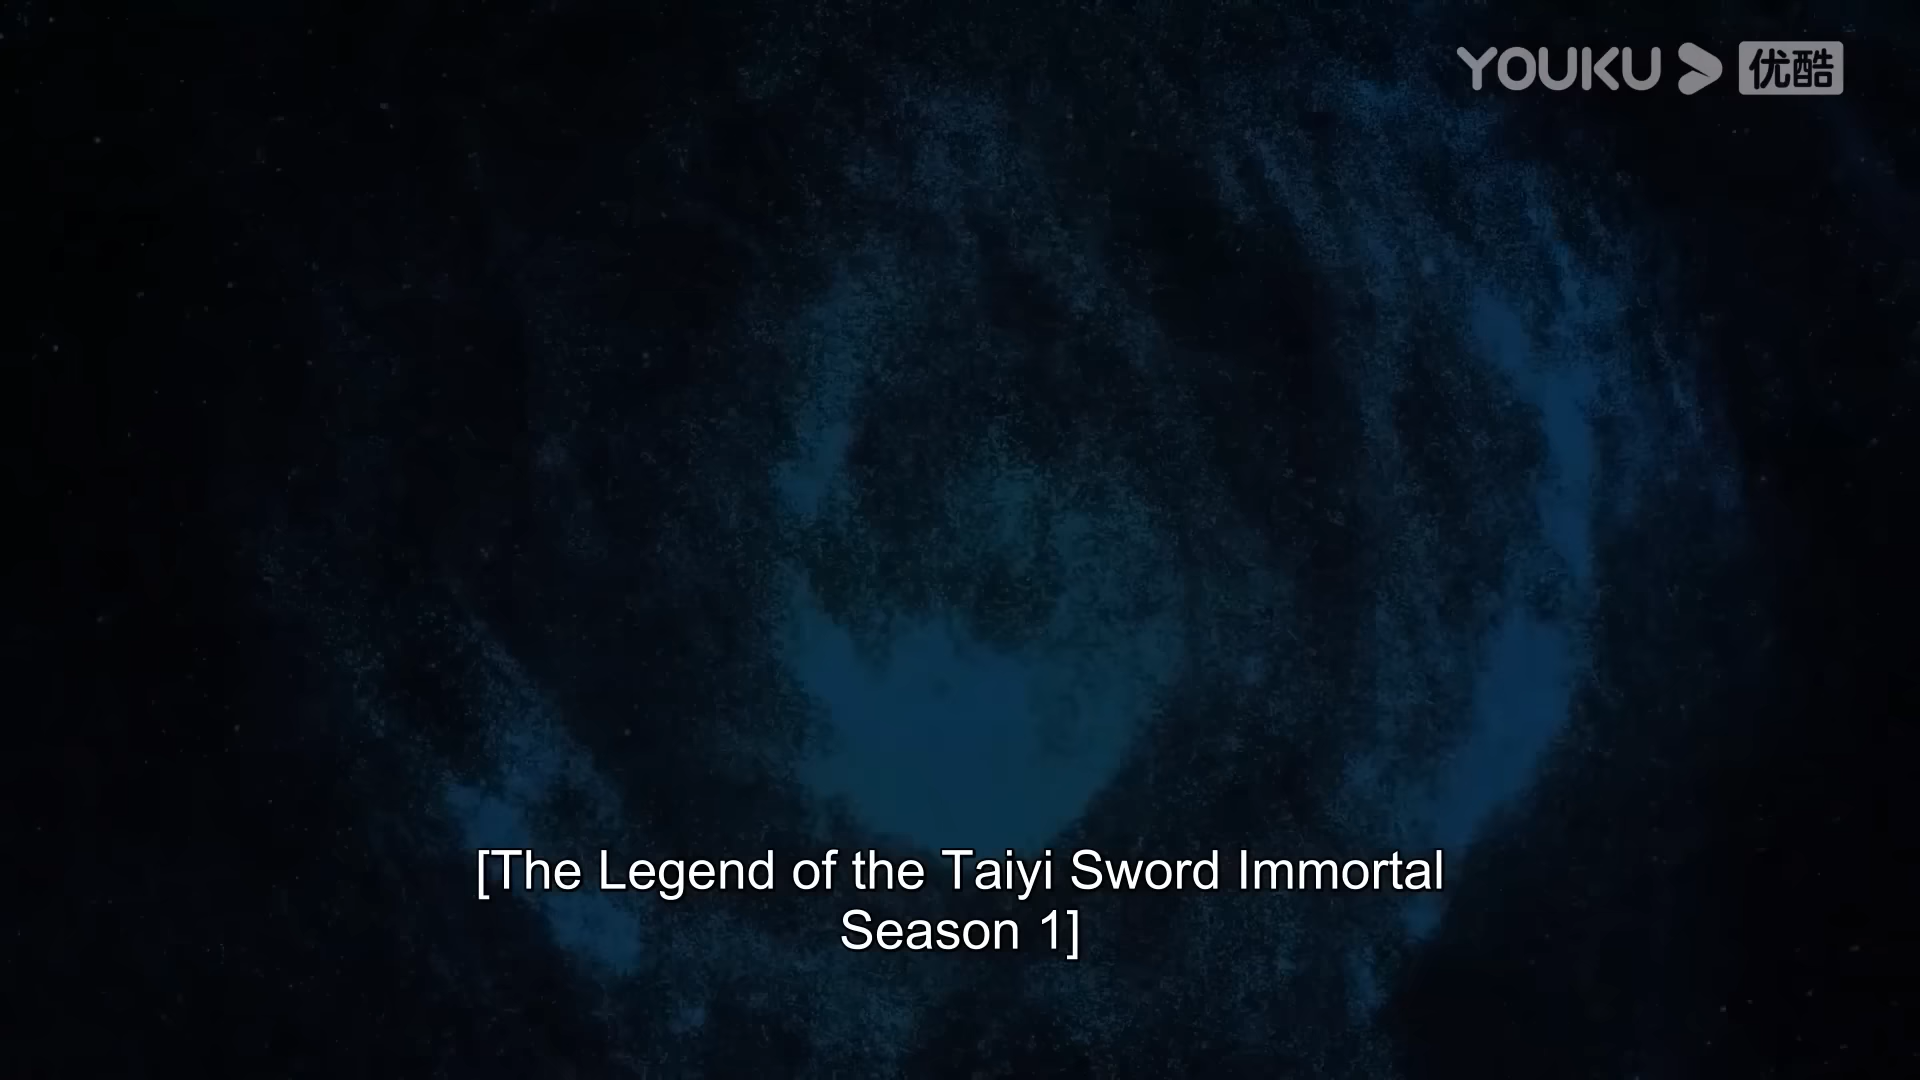 YOUKU 优酷
[The Legend of the Taiyi Sword Immortal
Season 1]